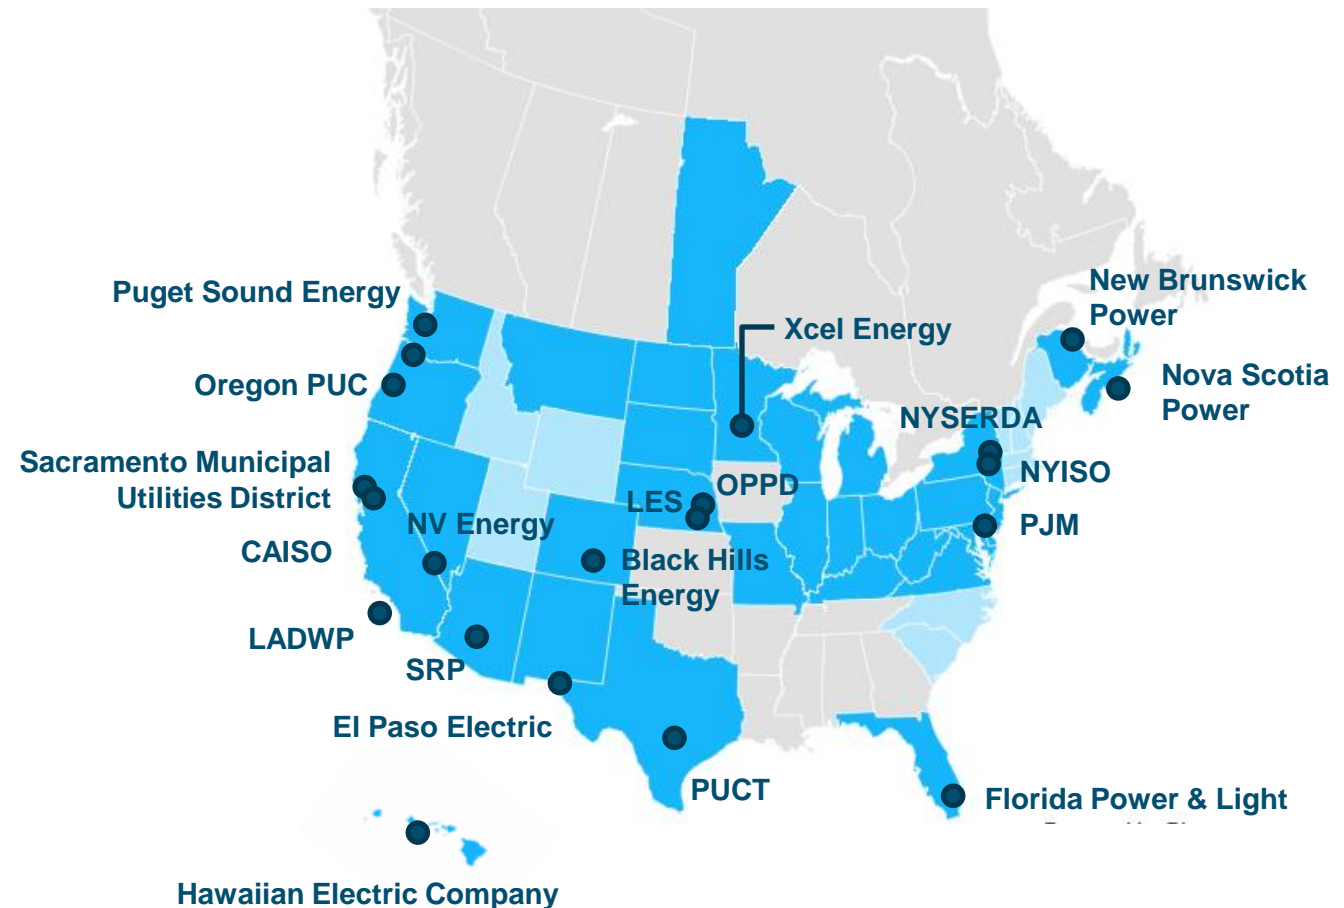 New Brunswick
Power
Puget Sound Energy
Xcel Energy
Oregon PUC
Nova Scotia
Power
NYSERDA
Sacramento Municipal
Utilities District
NYISO
OPPD
LES
NV Energy
PJM
CAISO
Black Hills
Energy
LADWP
SRP
El Paso Electric
PUCT
Florida Power & Light
Hawaiian Electric Company